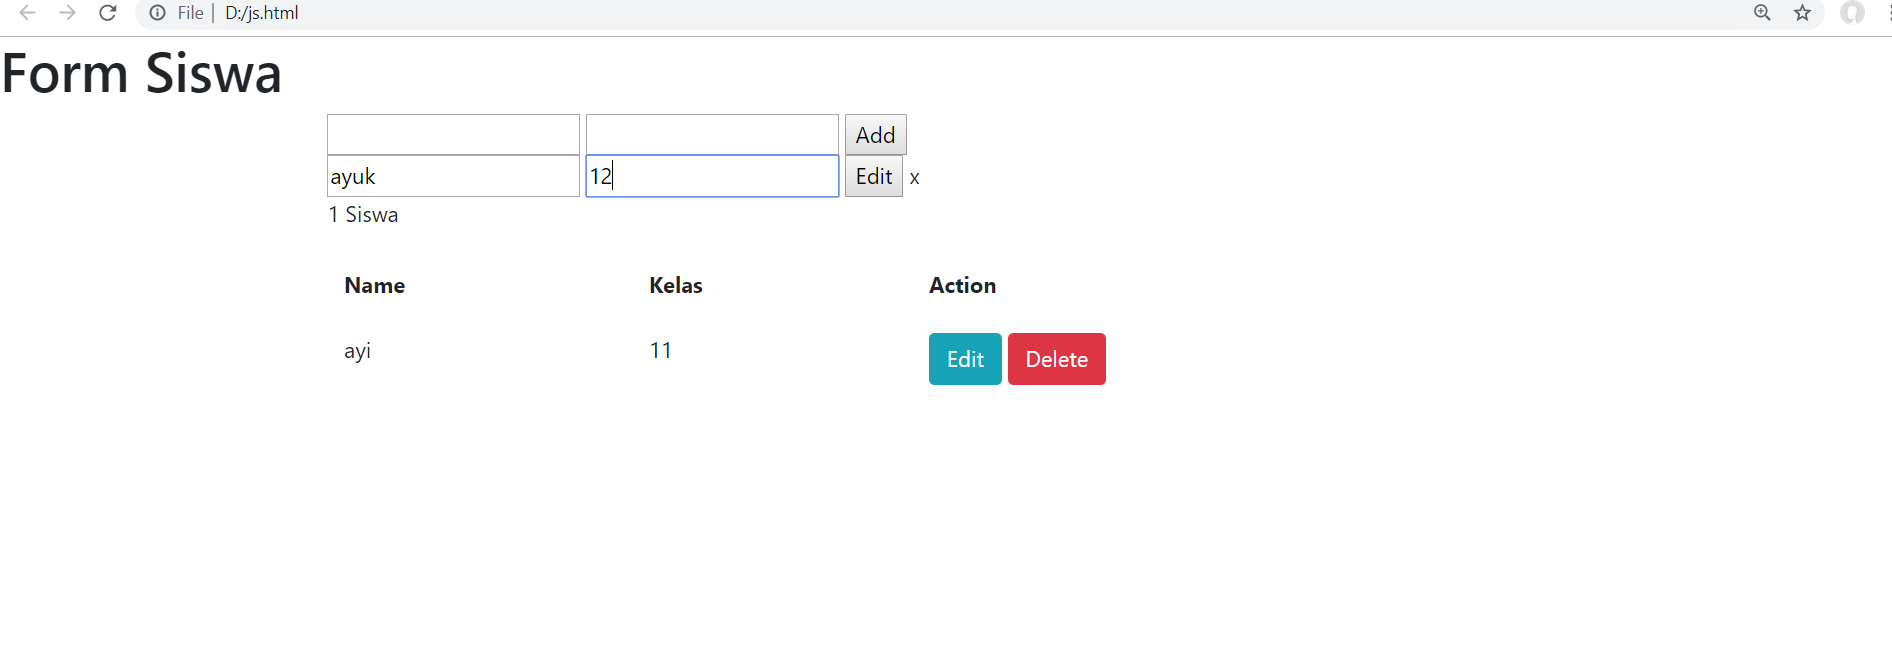 File | D:/js.html
Form Siswa
Add
ayuk 12 Edit x
1 Siswa
Name Kelas Action
ayi 11 Edit Delete